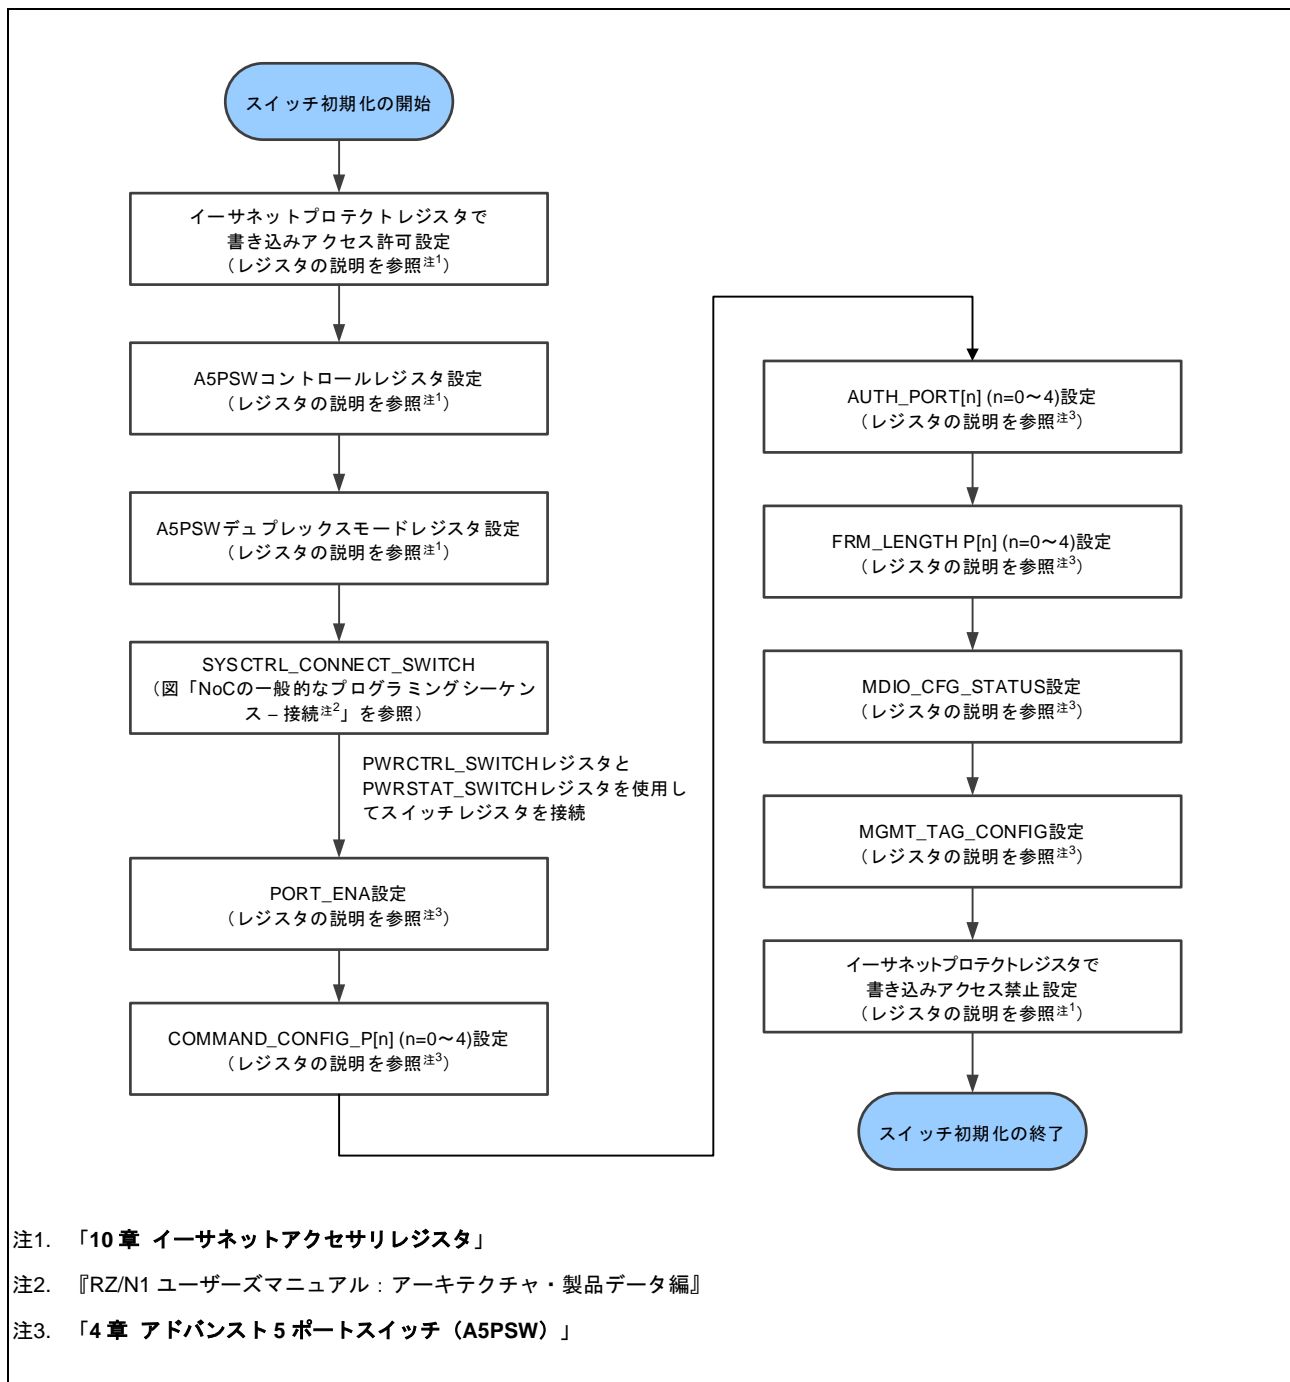 スイッチ初期化の開始
イーサネットプロテクトレジスタで
書き込みアクセス許可設定
（レジスタの説明を参照注1）
A5PSWコントロールレジスタ設定
（レジスタの説明を参照注1）
A5PSWデュプレックスモードレジスタ設定
（レジスタの説明を参照注1）
SYSCTRL_CONNECT_SWITCH
（図「NoCの一般的なプログラミングシーケン
ス – 接続注2」を参照）
PWRCTRL_SWITCHレジスタと
PWRSTAT_SWITCHレジスタを使用し
てスイッチレジスタを接続
PORT_ENA設定
（レジスタの説明を参照注3）
COMMAND_CONFIG_P[n] (n=0～4)設定
（レジスタの説明を参照注3）
AUTH_PORT[n] (n=0～4)設定
（レジスタの説明を参照注3）
FRM_LENGTH P[n] (n=0～4)設定
（レジスタの説明を参照注3）
MDIO_CFG_STATUS設定
（レジスタの説明を参照注3）
MGMT_TAG_CONFIG設定
（レジスタの説明を参照注3）
イーサネットプロテクトレジスタで
書き込みアクセス禁止設定
（レジスタの説明を参照注1）
スイッチ初期化の終了
注1. 「10 章 イーサネットアクセサリレジスタ」
注2. 『RZ/N1 ユーザーズマニュアル：アーキテクチャ・製品データ編』
注3. 「4 章 アドバンスト 5 ポートスイッチ（A5PSW）」